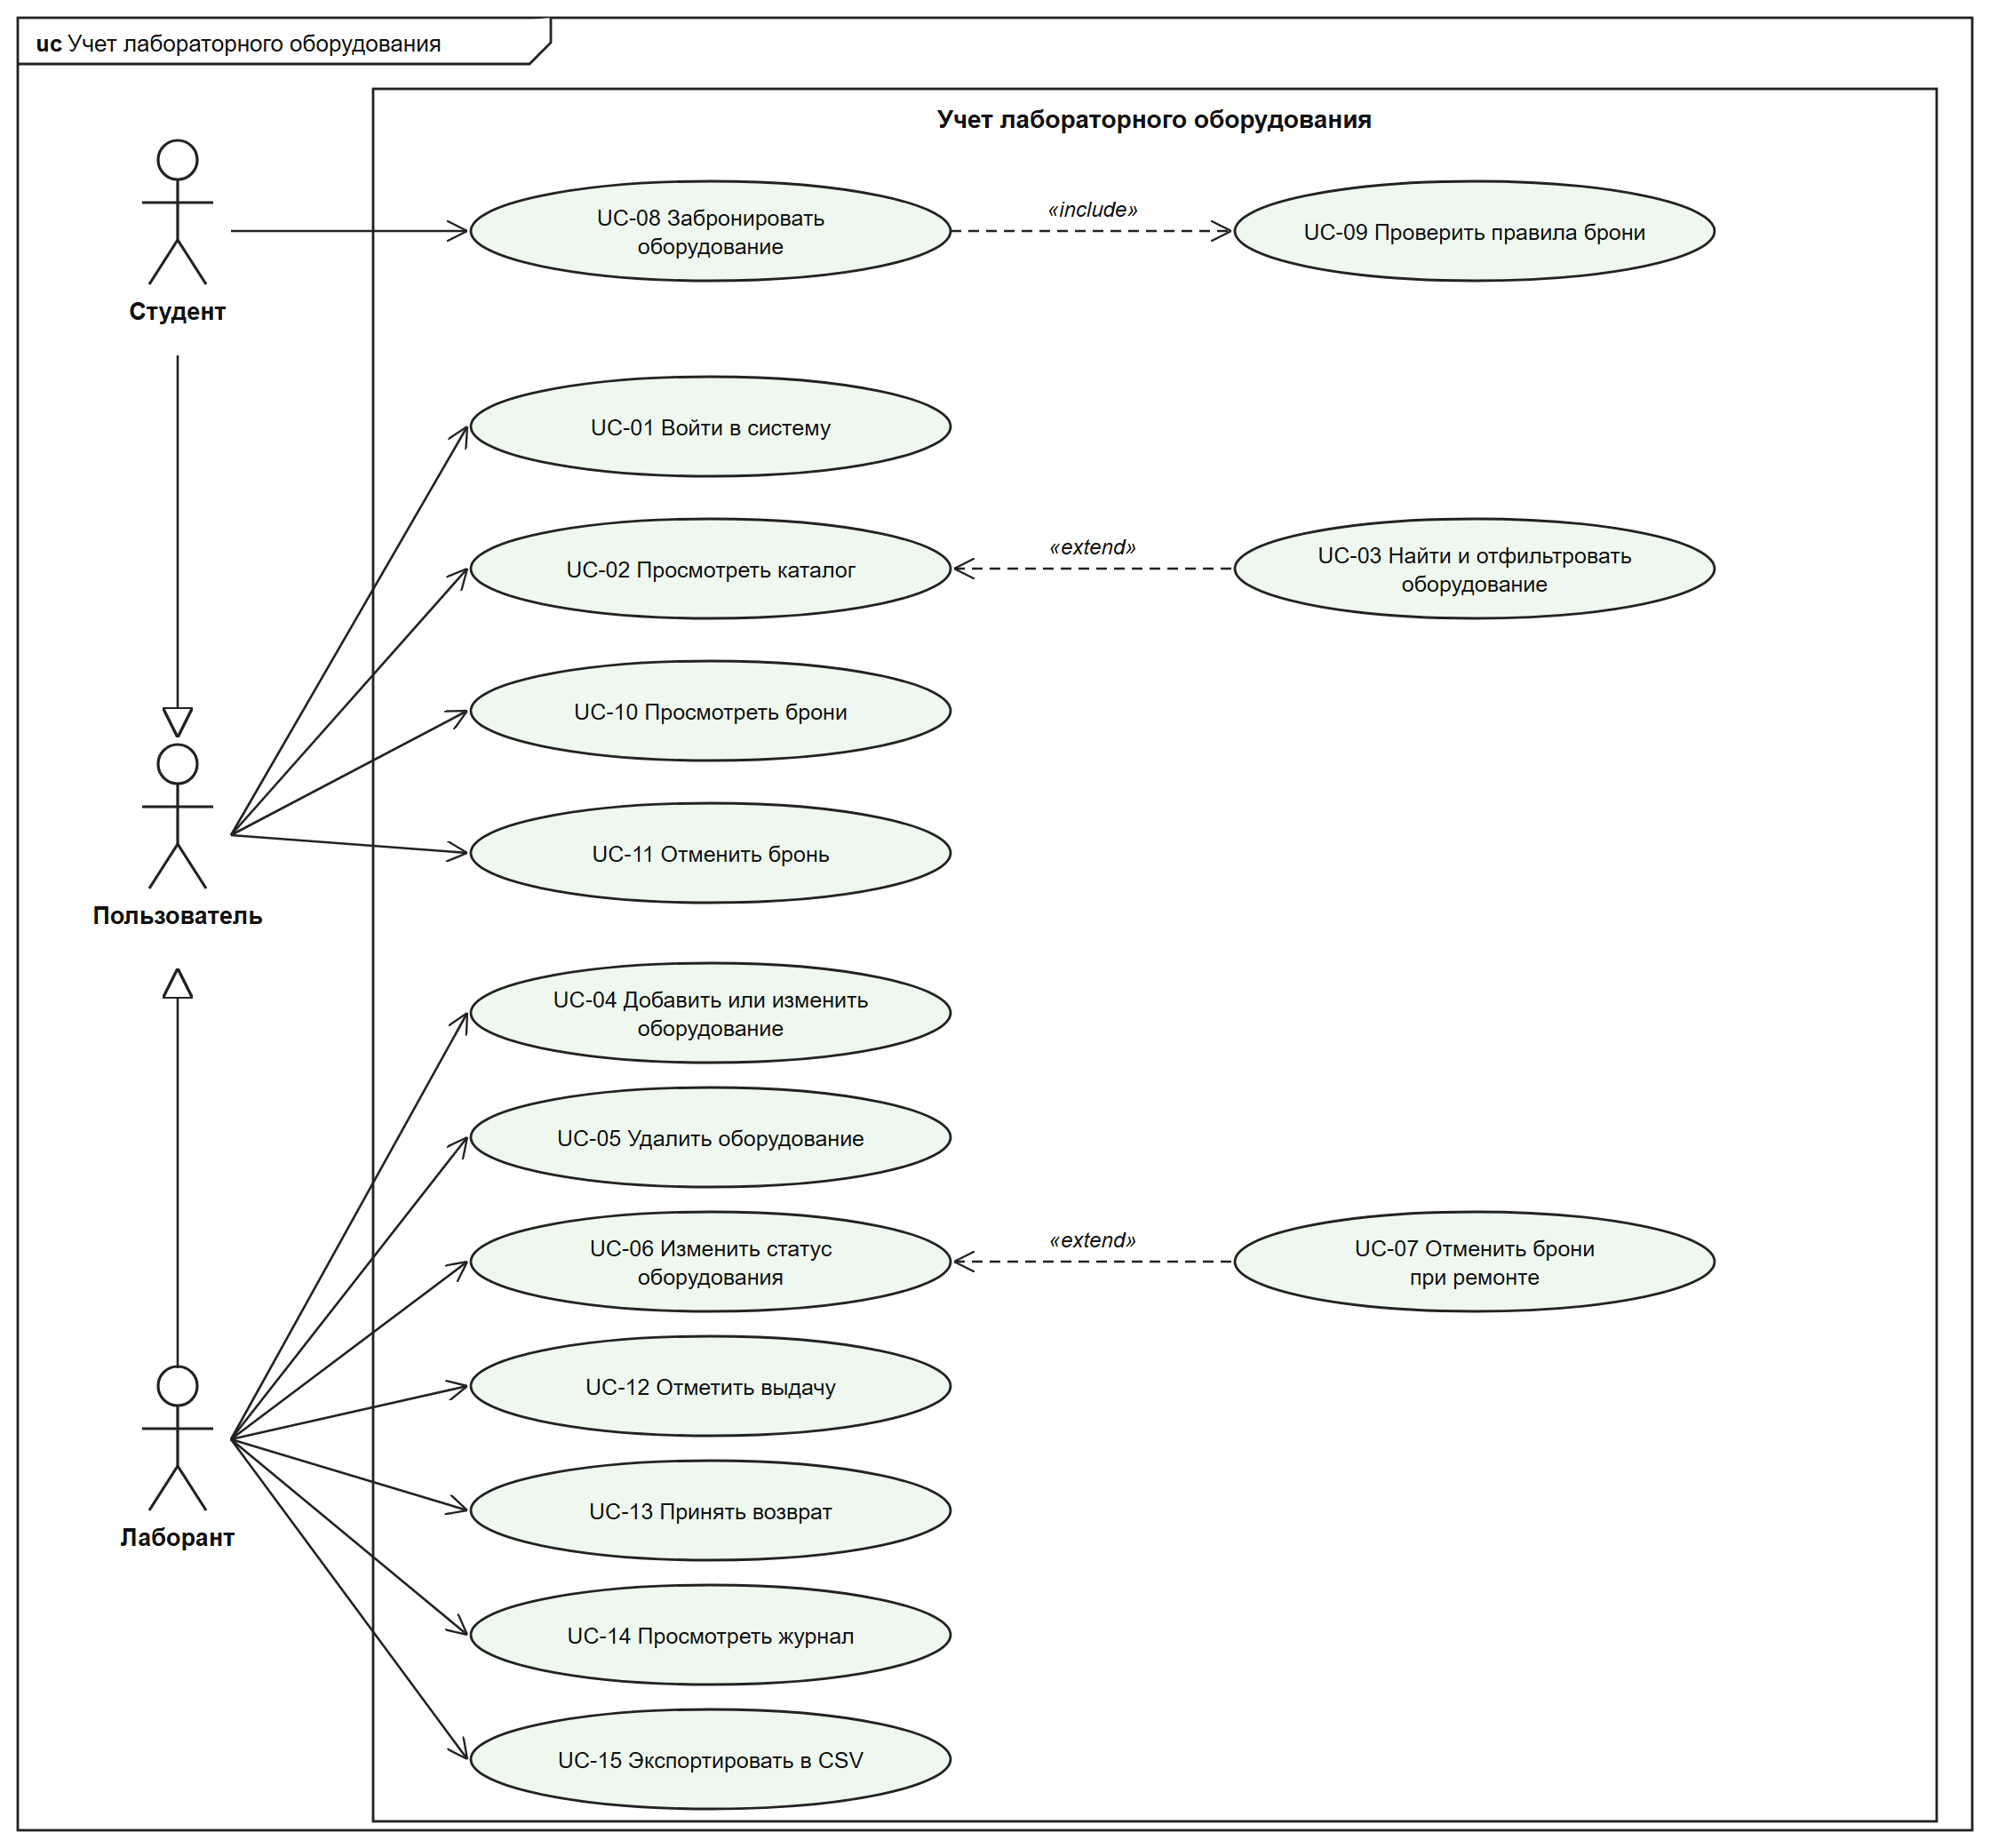 uc Учет лабораторного оборудования
Учет лабораторного оборудования
Студент
UC-08 Забронировать
оборудование
«include»
UC-09 Проверить правила брони
UC-01 Войти в систему
UC-02 Просмотреть каталог
«extend»
UC-03 Найти и отфильтровать
оборудование
UC-10 Просмотреть брони
UC-11 Отменить бронь
Пользователь
UC-04 Добавить или изменить
оборудование
UC-05 Удалить оборудование
UC-06 Изменить статус
оборудования
«extend»
UC-07 Отменить брони
при ремонте
UC-12 Отметить выдачу
UC-13 Принять возврат
Лаборант
UC-14 Просмотреть журнал
UC-15 Экспортировать в CSV